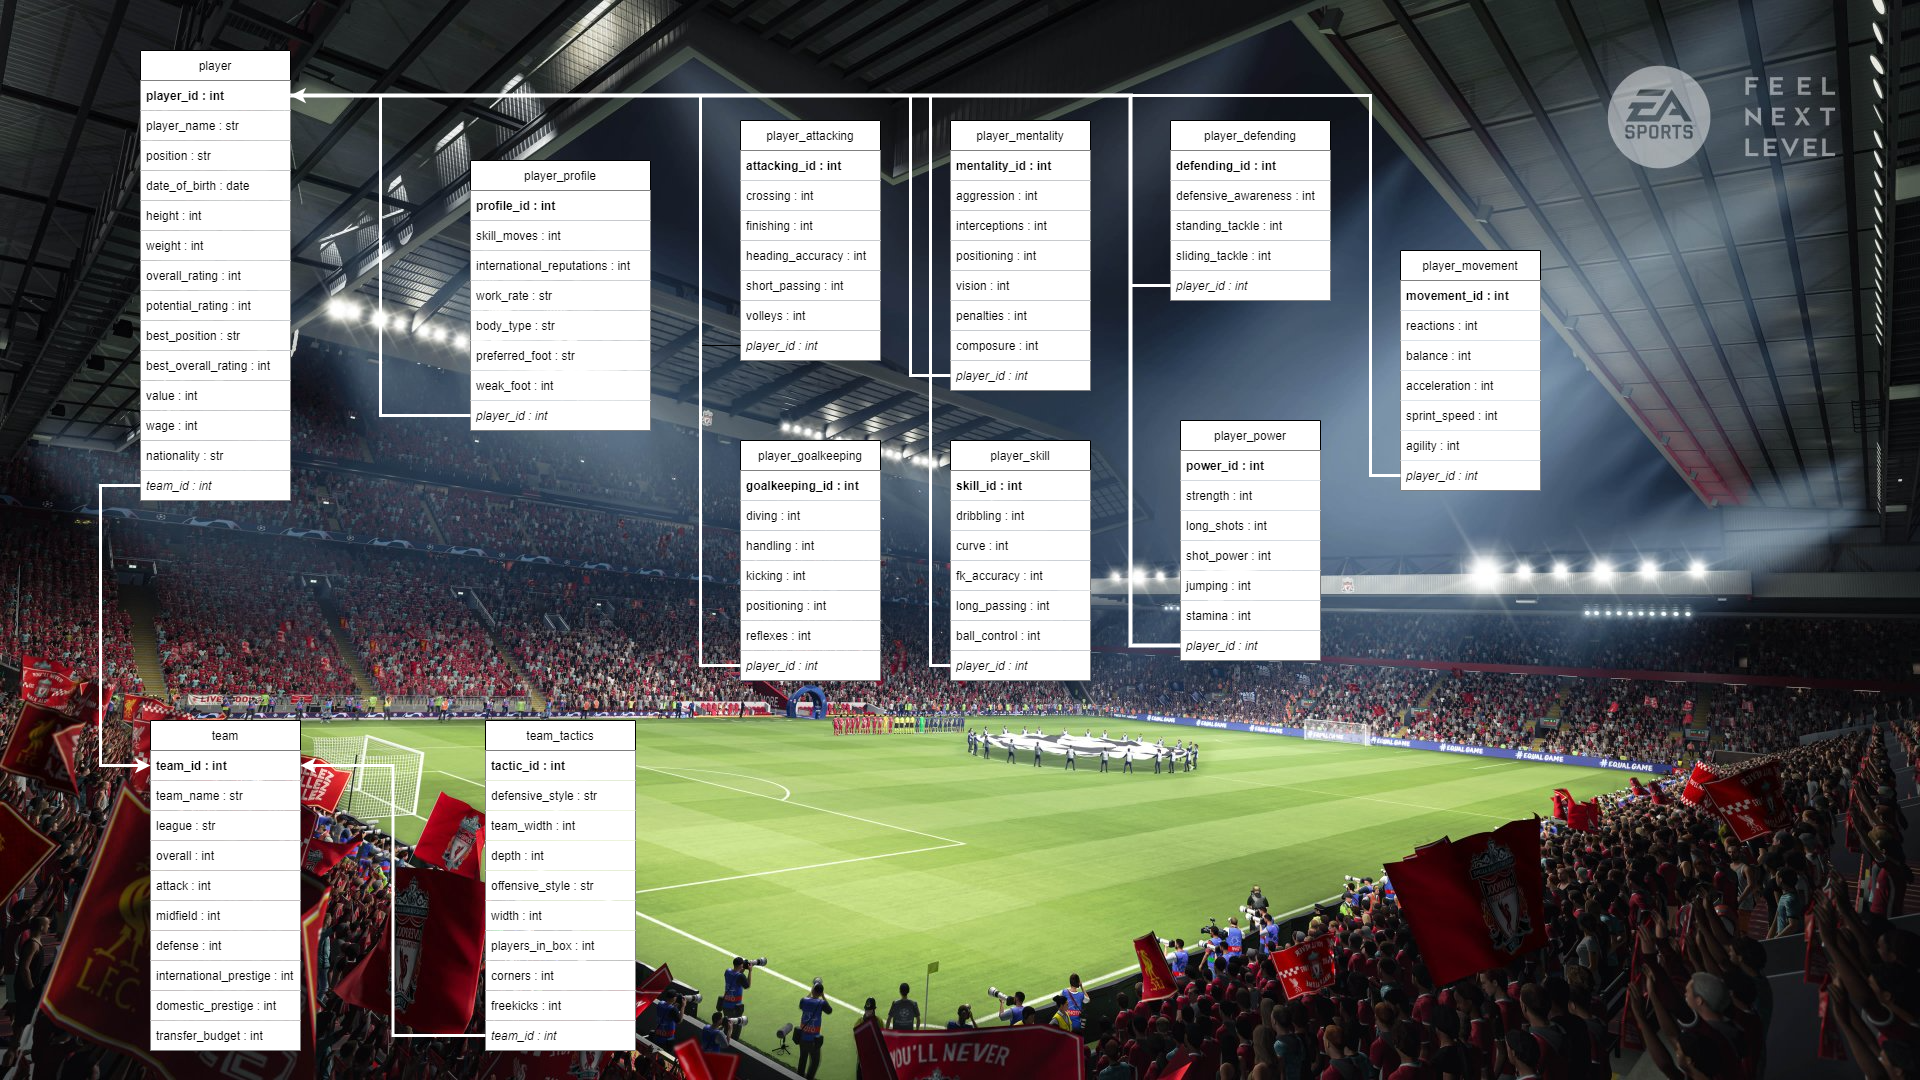 player
player_id : int
player_name : str
position : str
date_of_birth : date
height : int
weight : int
overall_rating : int
potential_rating : int
best_position : str
best_overall_rating : int
value : int
wage : int
nationality : str
team_id : int
player_profile
profile_id : int
skill_moves : int
international_reputations : int
work_rate : str
body_type : str
preferred_foot : str
weak_foot : int
player_id : int
player_attacking
attacking_id : int
crossing : int
finishing : int
heading_accuracy : int
short_passing : int
volleys : int
player_id : int
player_mentality
mentality_id : int
aggression : int
interceptions : int
positioning : int
vision : int
penalties : int
composure : int
player_id : int
player_defending
defending_id : int
defensive_awareness : int
standing_tackle : int
sliding_tackle : int
player_id : int
player_movement
movement_id : int
reactions : int
balance : int
acceleration : int
sprint_speed : int
agility : int
player_id : int
EA
SPORTS
FEEL
NEXT
LEVEL
player_goalkeeping
goalkeeping_id : int
diving : int
handling : int
kicking : int
positioning : int
reflexes : int
player_id : int
player_skill
skill_id : int
dribbling : int
curve : int
fk_accuracy : int
long_passing : int
ball_control : int
player_id : int
player_power
power_id : int
strength : int
long_shots : int
shot_power : int
jumping : int
stamina : int
player_id : int
team
team_id : int
team_name : str
league : str
overall : int
attack : int
midfield : int
defense : int
international_prestige : int
domestic_prestige : int
transfer_budget : int
team_tactics
tactic_id : int
defensive_style : str
team_width : int
depth : int
offensive_style : str
width : int
players_in_box : int
corners : int
freekicks : int
team_id : int
#EQUAL GAME
#EQUAL GAME
#EQUAL GAME
#EQUAL GAME
L.F.C.
YOU'LL NEVER